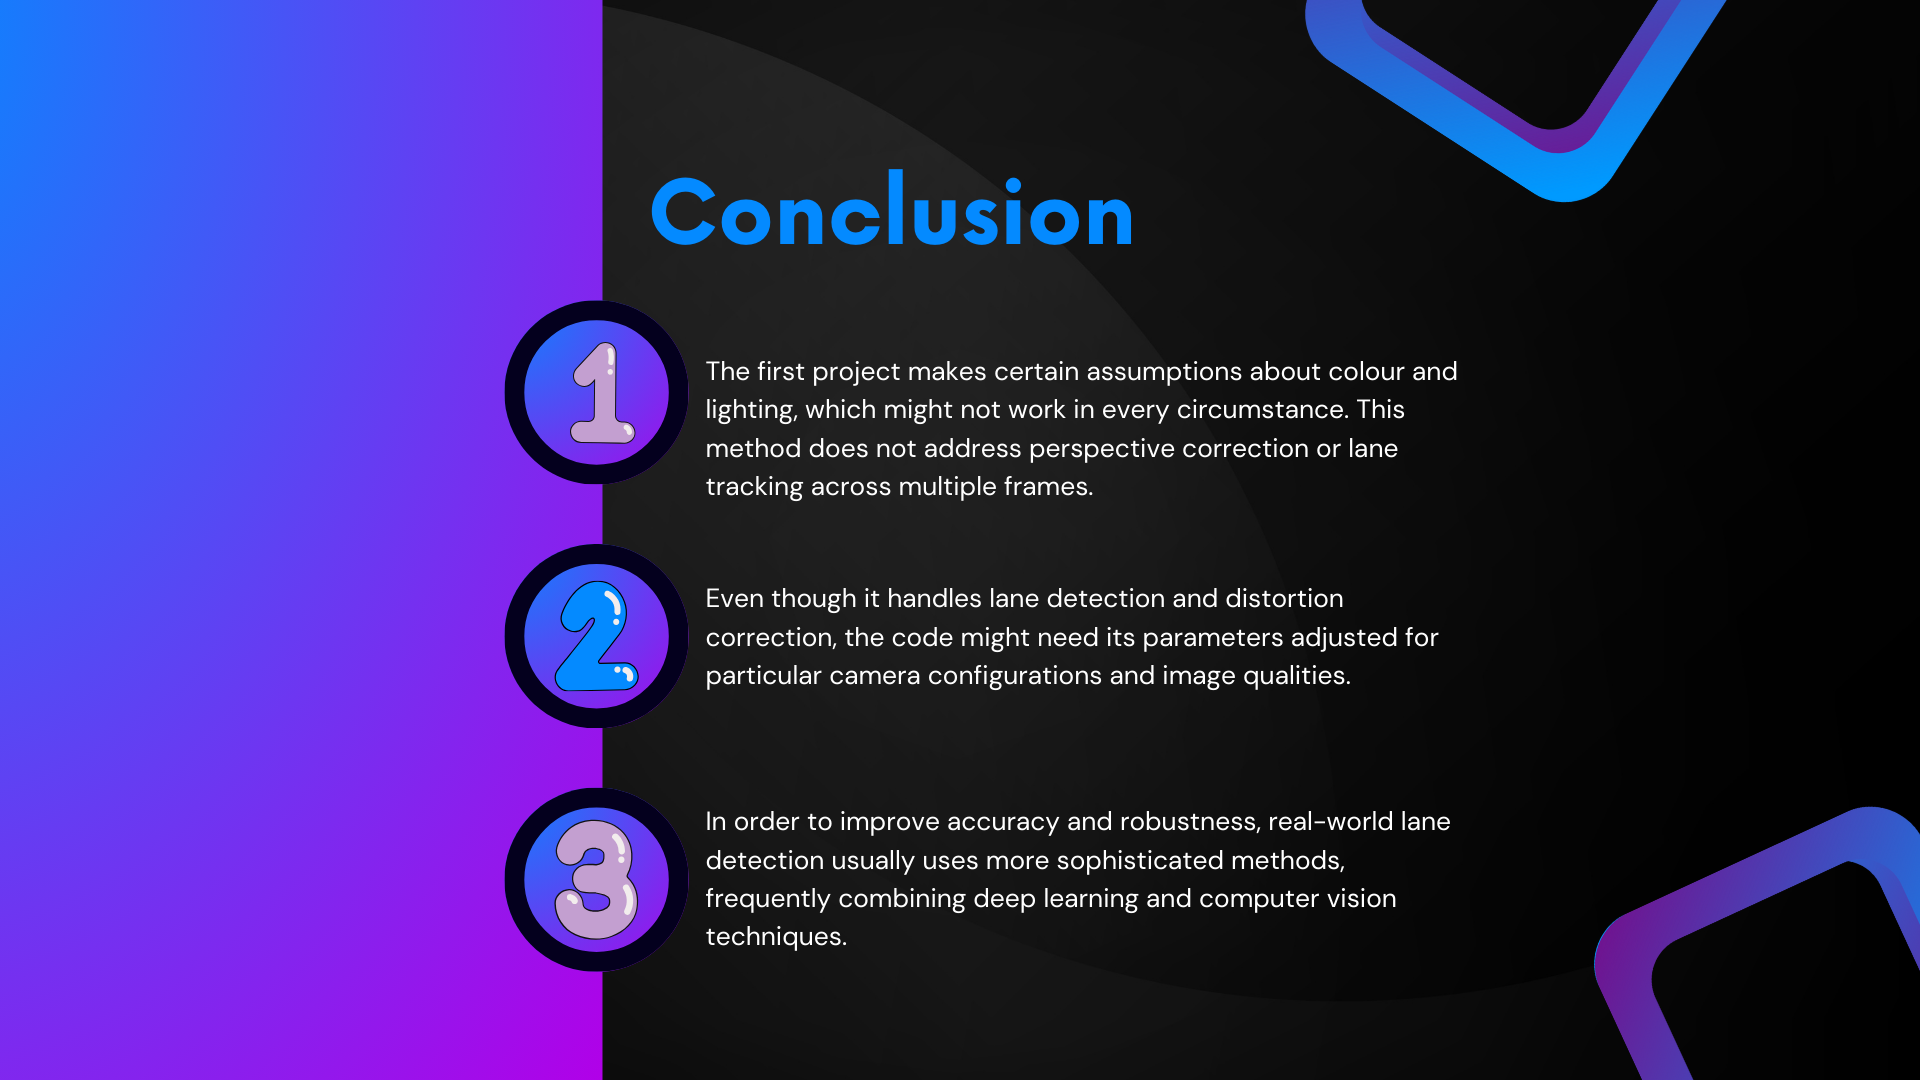 Conclusion
1
The first project makes certain assumptions about colour and
lighting, which might not work in every circumstance. This
method does not address perspective correction or lane
tracking across multiple frames.
2
Even though it handles lane detection and distortion
correction, the code might need its parameters adjusted for
particular camera configurations and image qualities.
3
In order to improve accuracy and robustness, real-world lane
detection usually uses more sophisticated methods,
frequently combining deep learning and computer vision
techniques.